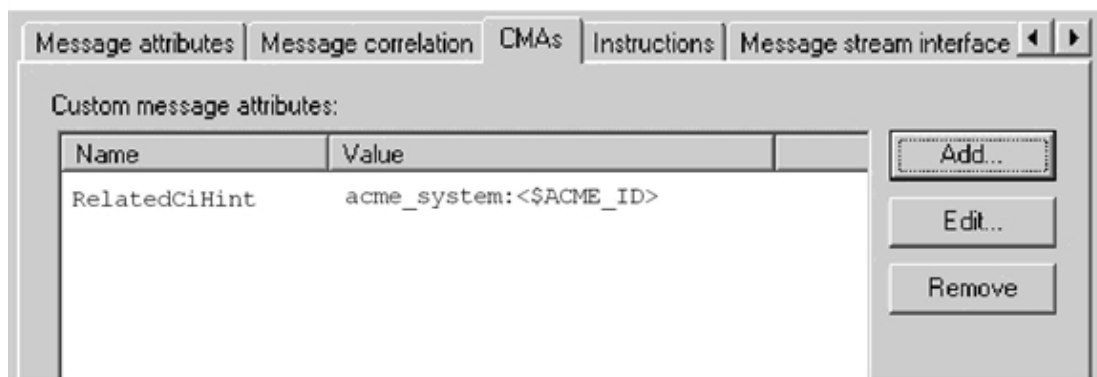 Message attributes Message correlation CMAs Instructions Message stream interface
Custom message attributes:
Name Value Add...
RelatedCiHint acme_system:<$ACME_ID>
Edit...
Remove